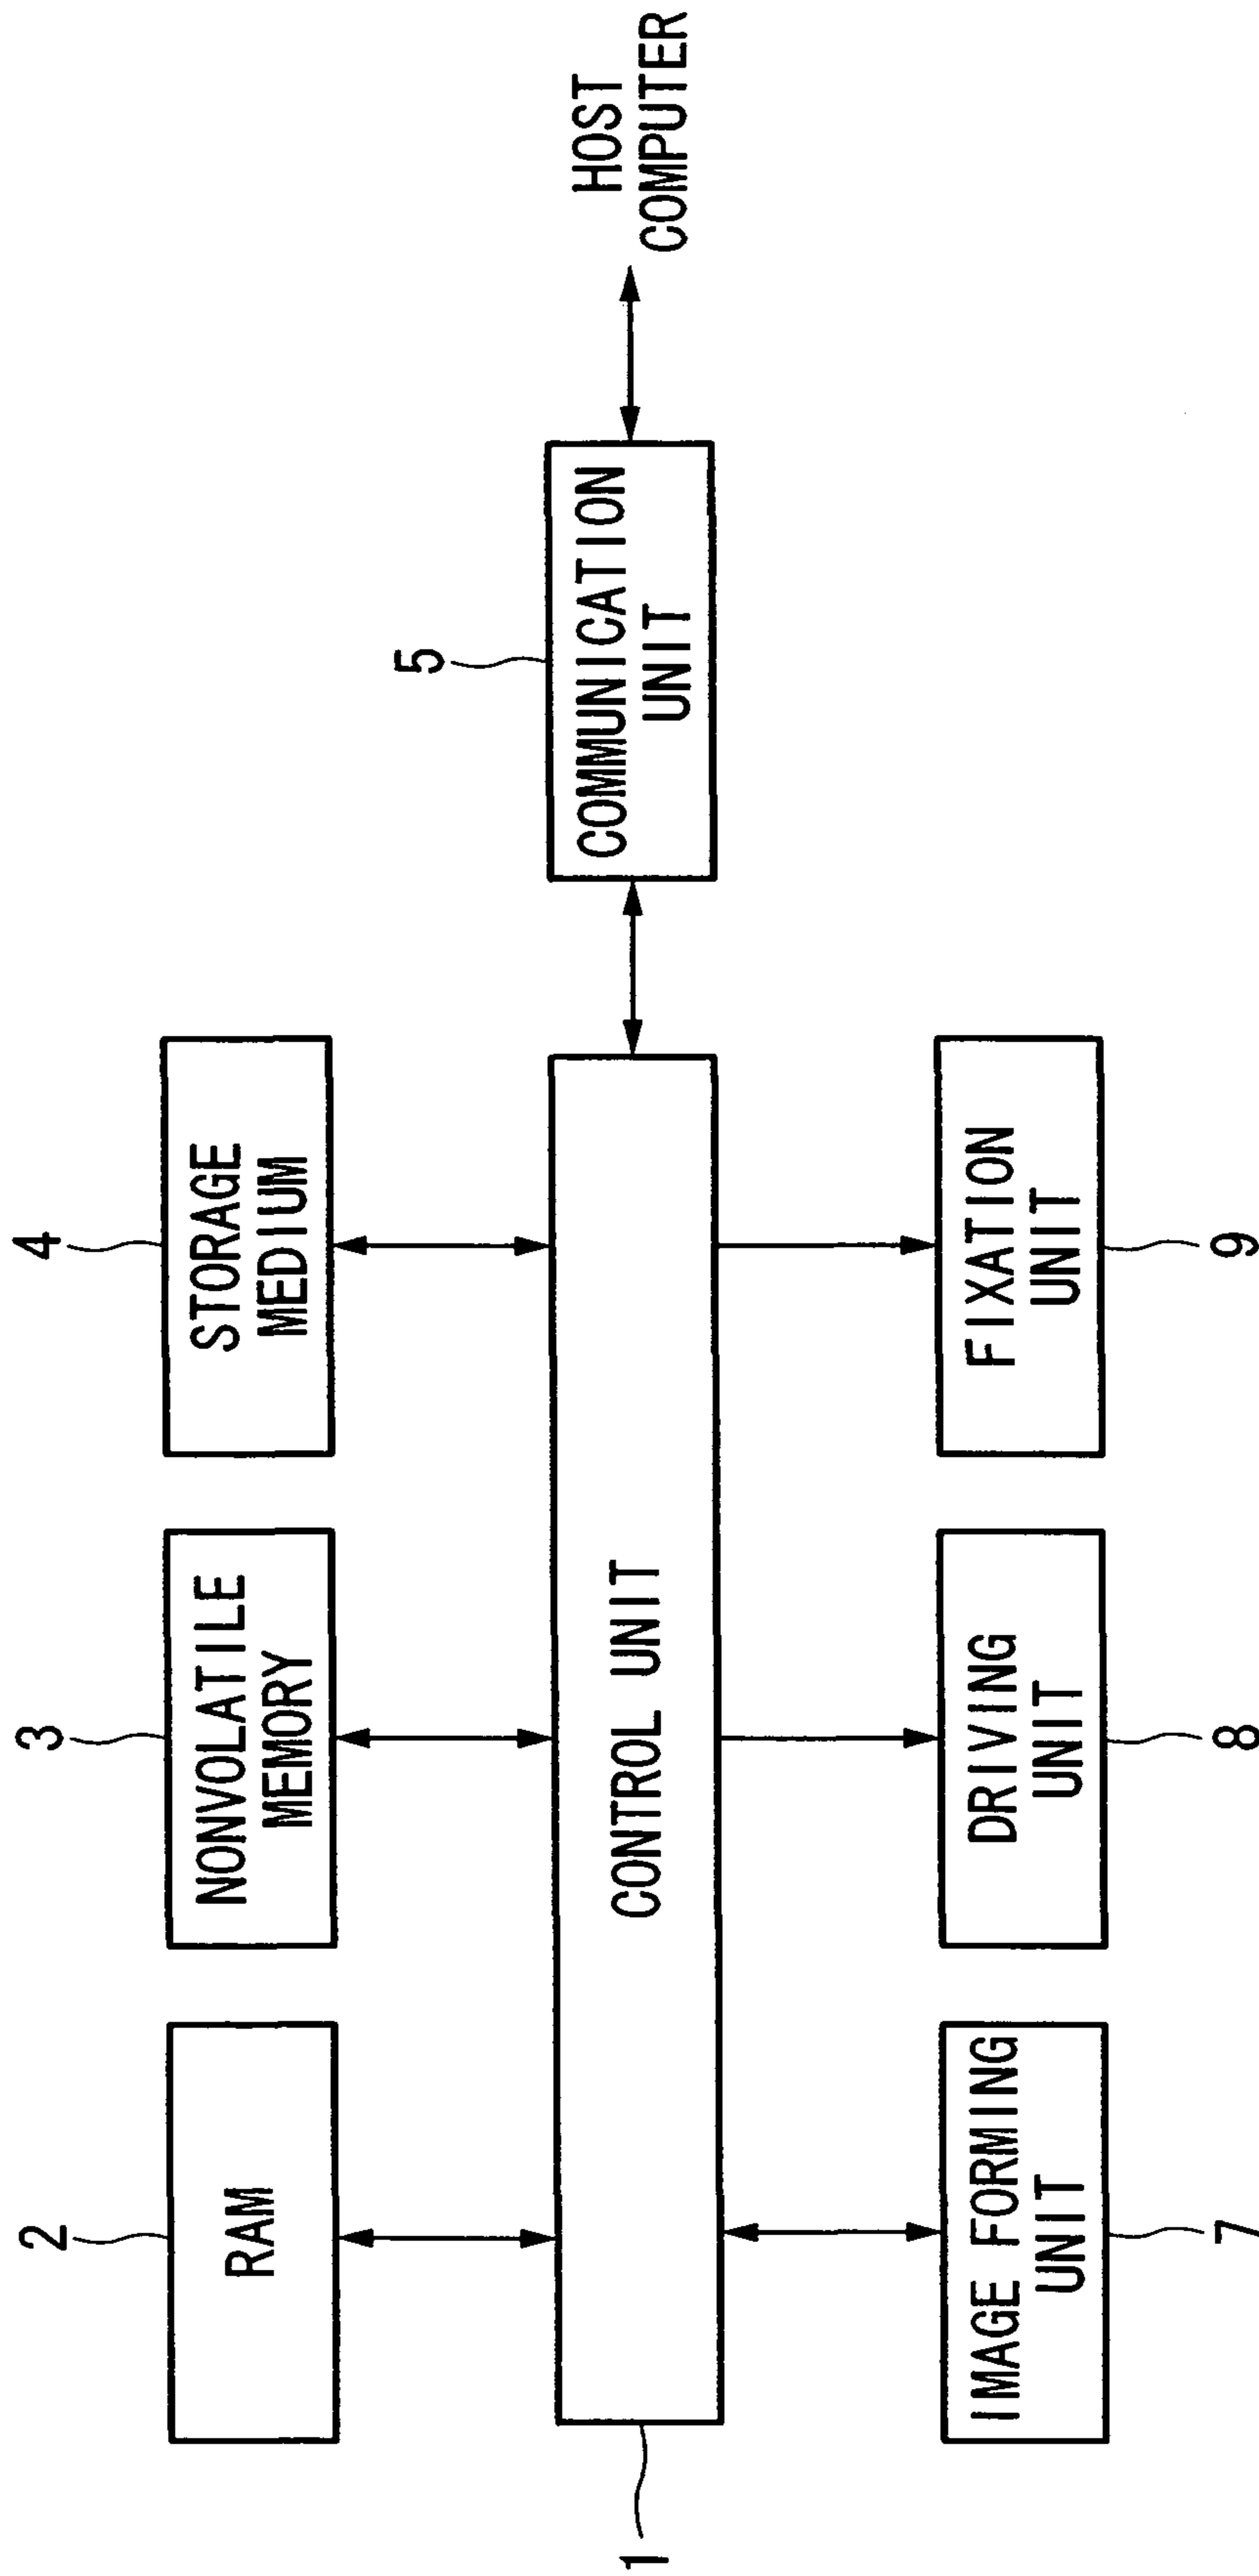 2
3
4
RAM
NONVOLATILE
MEMORY
STORAGE
MEDIUM
5
1
CONTROL UNIT
COMMUNICATION
UNIT
HOST
COMPUTER
IMAGE FORMING
UNIT
DRIVING
UNIT
FIXATION
UNIT
7
8
9